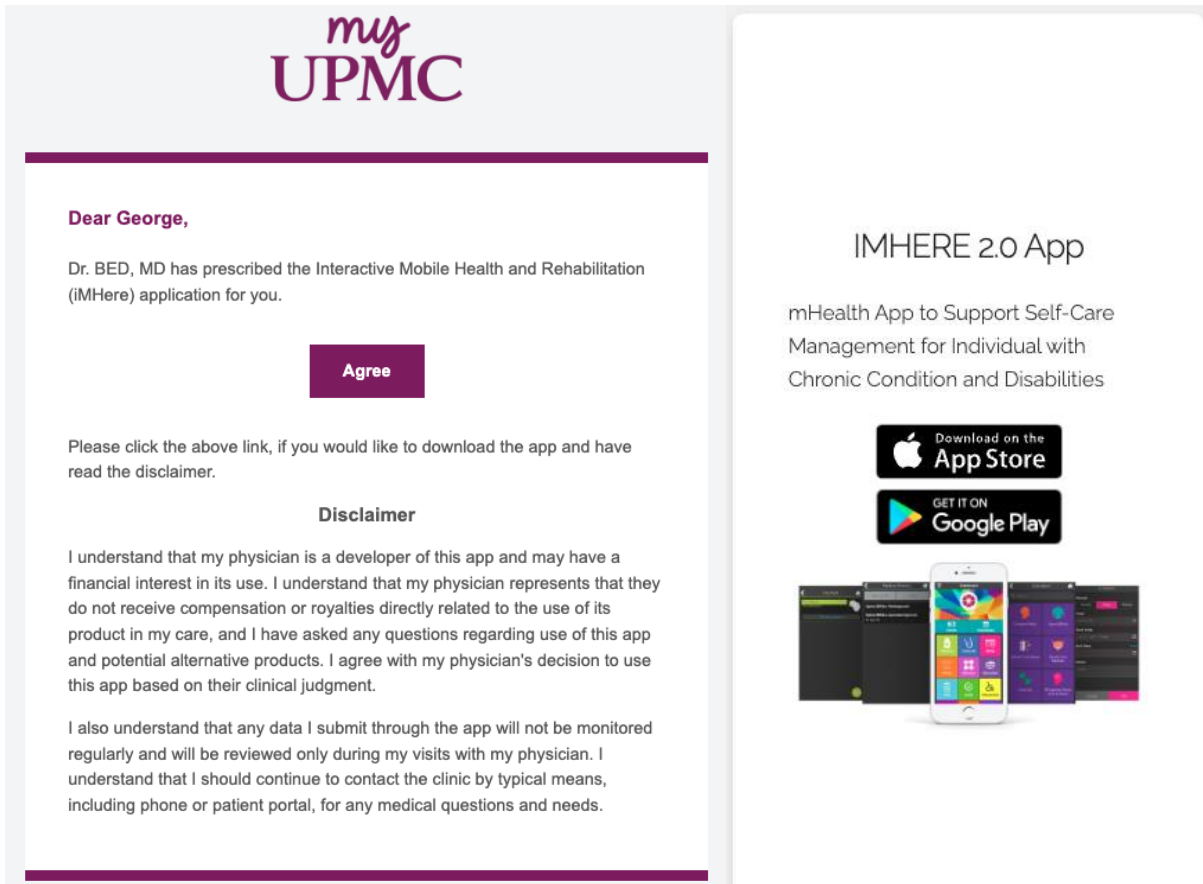 my
UPMC
Dear George,
Dr. BED, MD has prescribed the Interactive Mobile Health and Rehabilitation
(iMHere) application for you.
Agree
Please click the above link, if you would like to download the app and have
read the disclaimer.
Disclaimer
I understand that my physician is a developer of this app and may have a
financial interest in its use. I understand that my physician represents that they
do not receive compensation or royalties directly related to the use of its
product in my care, and I have asked any questions regarding use of this app
and potential alternative products. I agree with my physician's decision to use
this app based on their clinical judgment.
I also understand that any data I submit through the app will not be monitored
regularly and will be reviewed only during my visits with my physician. I
understand that I should continue to contact the clinic by typical means,
including phone or patient portal, for any medical questions and needs.
IMHERE 2.0 App
mHealth App to Support Self-Care
Management for Individual with
Chronic Condition and Disabilities
Download on the
App Store
GET IT ON
Google Play